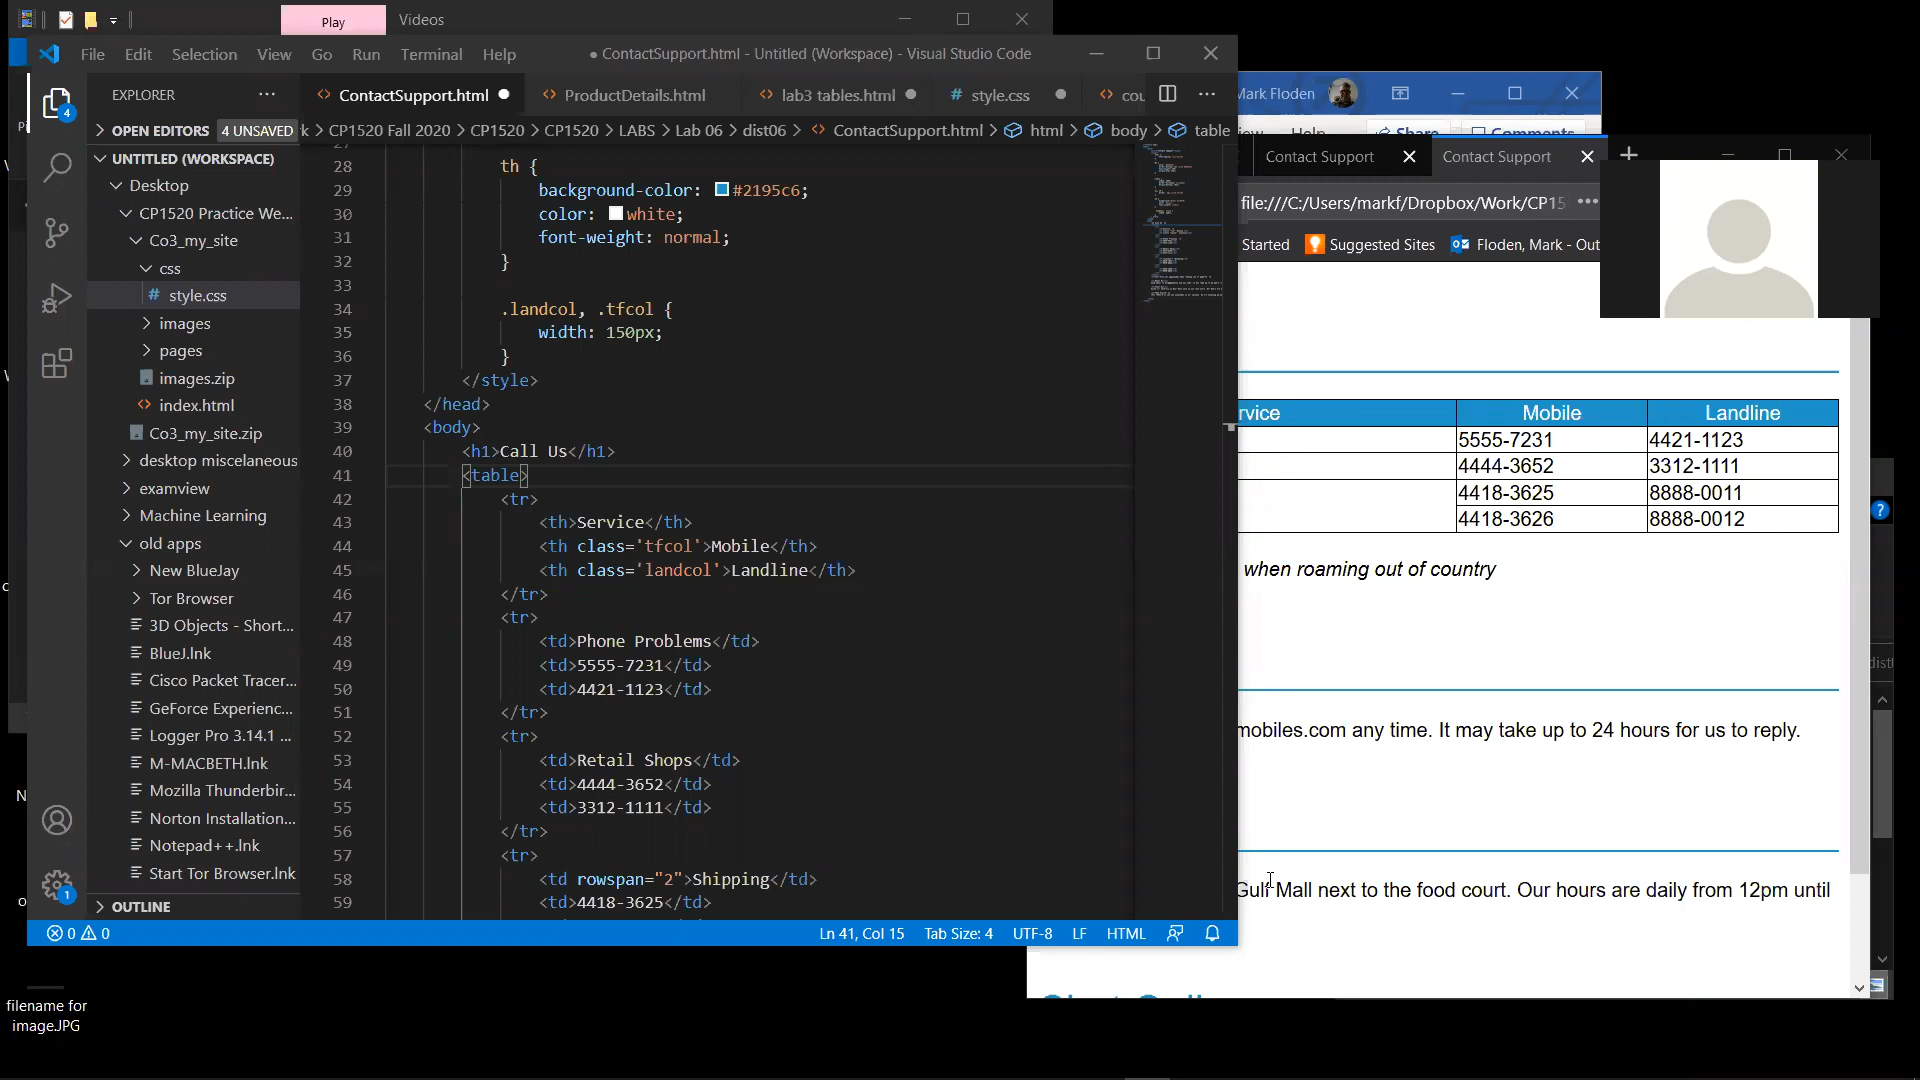 Play
Videos
File Edit Selection View Go Run Terminal Help
● ContactSupport.html - Untitled (Workspace) - Visual Studio Code
EXPLORER
ContactSupport.html
ProductDetails.html
lab3 tables.html
style.css
cou
OPEN EDITORS 4 UNSAVED
k > CP1520 Fall 2020 > CP1520 > CP1520 > LABS > Lab 06 > dist06 > ContactSupport.html > html > body > table
UNTITLED (WORKSPACE)
Desktop
CP1520 Practice We...
Co3_my_site
css
# style.css
images
pages
images.zip
index.html
Co3_my_site.zip
desktop miscelaneous
examview
Machine Learning
old apps
New BlueJay
Tor Browser
3D Objects - Short...
BlueJ.lnk
Cisco Packet Tracer...
GeForce Experienc...
Logger Pro 3.14.1 ...
M-MACBETH.lnk
Mozilla Thunderbir...
Norton Installation...
Notepad++.lnk
Start Tor Browser.lnk
OUTLINE
4
1
28 th {
29 background-color: #2195c6;
30 color: white;
31 font-weight: normal;
32 }
33
34 .landcol, .tfcol {
35 width: 150px;
36 }
37 </style>
38 </head>
39 <body>
40 <h1>Call Us</h1>
41 <table>
42 <tr>
43 <th>Service</th>
44 <th class='tfcol'>Mobile</th>
45 <th class='landcol'>Landline</th>
46 </tr>
47 <tr>
48 <td>Phone Problems</td>
49 <td>5555-7231</td>
50 <td>4421-1123</td>
51 </tr>
52 <tr>
53 <td>Retail Shops</td>
54 <td>4444-3652</td>
55 <td>3312-1111</td>
56 </tr>
57 <tr>
58 <td rowspan="2">Shipping</td>
59 <td>4418-3625</td>
0 0
Ln 41, Col 15 Tab Size: 4 UTF-8 LF HTML
Mark Floden
Help Share Comments
Contact Support
Contact Support
file:///C:/Users/markf/Dropbox/Work/CP15
Started Suggested Sites Floden, Mark - Out
rvice Mobile Landline
5555-7231 4421-1123
4444-3652 3312-1111
4418-3625 8888-0011
4418-3626 8888-0012
when roaming out of country
mobiles.com any time. It may take up to 24 hours for us to reply.
Gulf Mall next to the food court. Our hours are daily from 12pm until
filename for
image.JPG